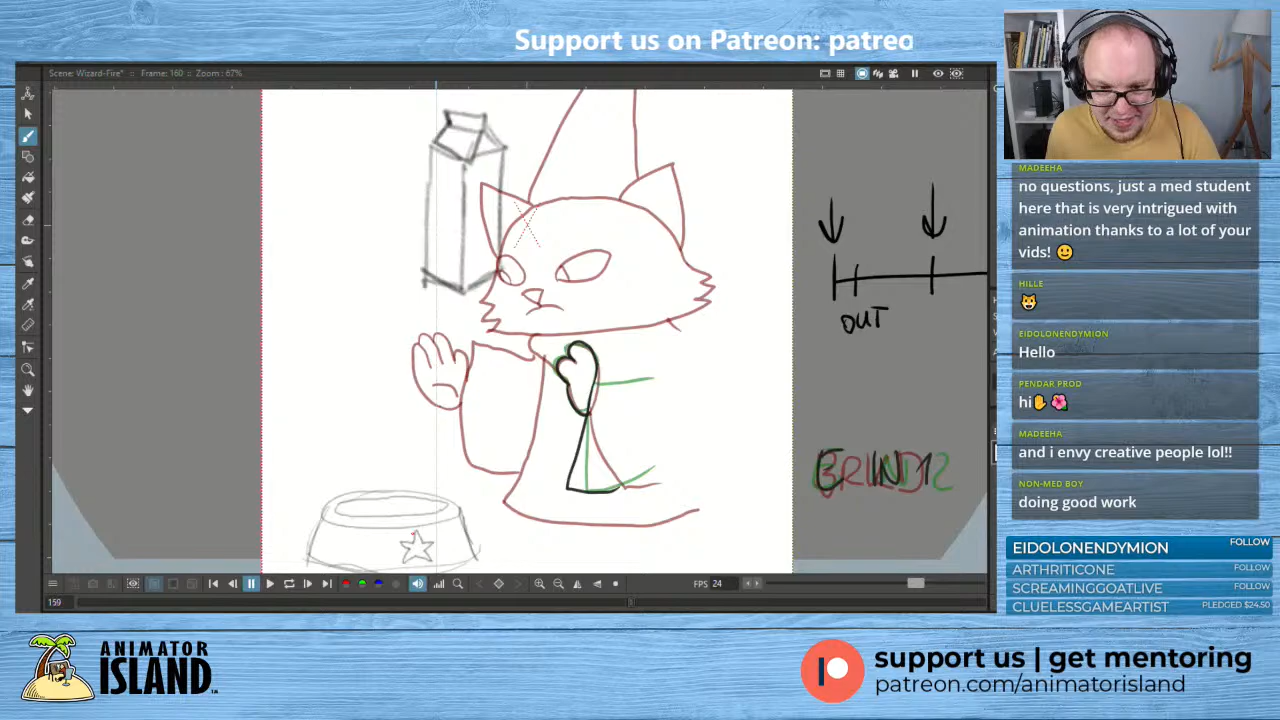 Support us on Patreon: patreo
Scene: Wizard-Fire* :: Frame: 160 :: Zoom : 67%
OUT
FPS 24
159
MADEEHA
no questions, just a med student
here that is very intrigued with
animation thanks to a lot of your
vids! 🙂
HILLE
😺
EIDOLONENDYMION
Hello
PENDAR PROD
hi✋🌺
MADEEHA
and i envy creative people lol!!
NON-MED BOY
doing good work
EIDOLONENDYMION FOLLOW
ARTHRITICONE FOLLOW
SCREAMINGGOATLIVE FOLLOW
CLUELESSGAMEARTIST PLEDGED $24.50
ANIMATOR
ISLAND
support us | get mentoring
patreon.com/animatorisland